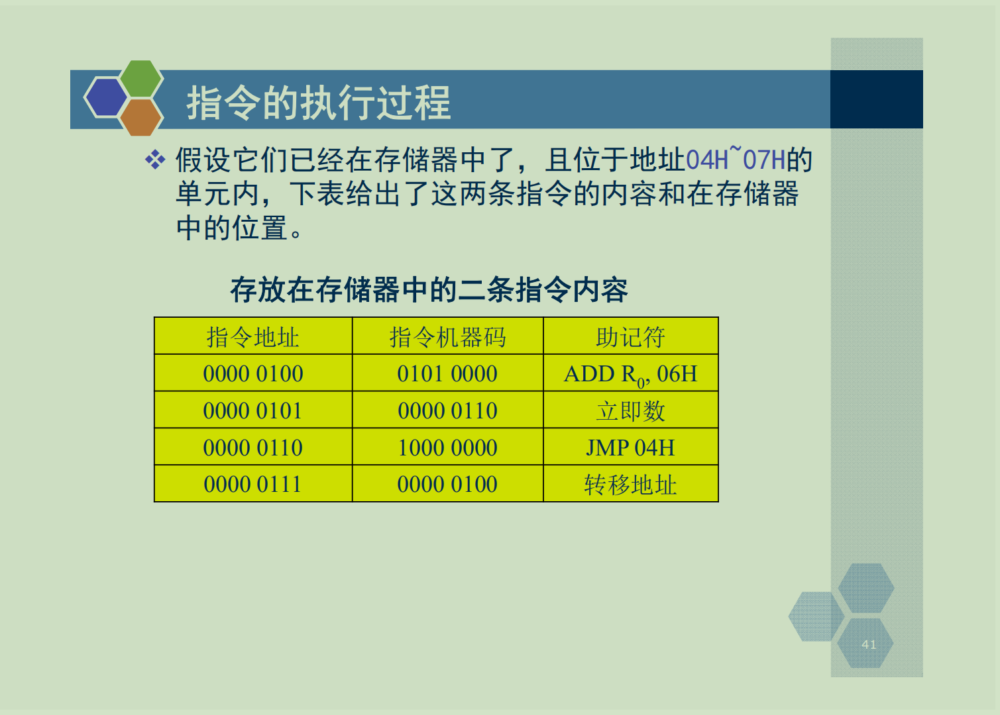 指令的执行过程
假设它们已经在存储器中了，且位于地址04H~07H的
单元内，下表给出了这两条指令的内容和在存储器
中的位置。
存放在存储器中的二条指令内容
指令地址 指令机器码 助记符
0000 0100 0101 0000 ADD R0, 06H
0000 0101 0000 0110 立即数
0000 0110 1000 0000 JMP 04H
0000 0111 0000 0100 转移地址
41